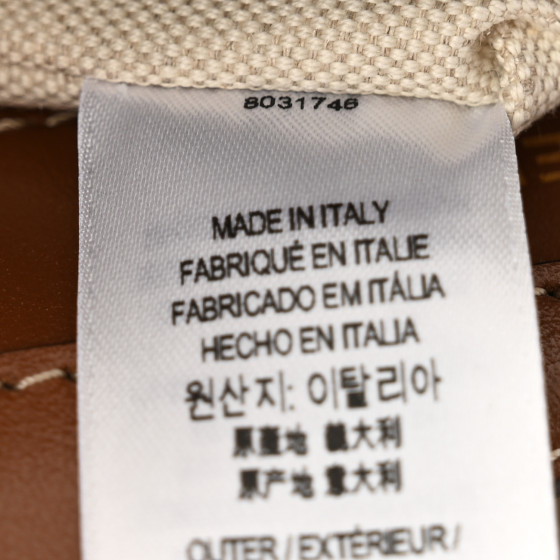 8031746
MADE IN ITALY
FABRIQUÉ EN ITALIE
FABRICADO EM ITÁLIA
HECHO EN ITALIA
원산지: 이탈리아
原產地 義大利
原产地 意大利
OUTER / EXTÉRIEUR /